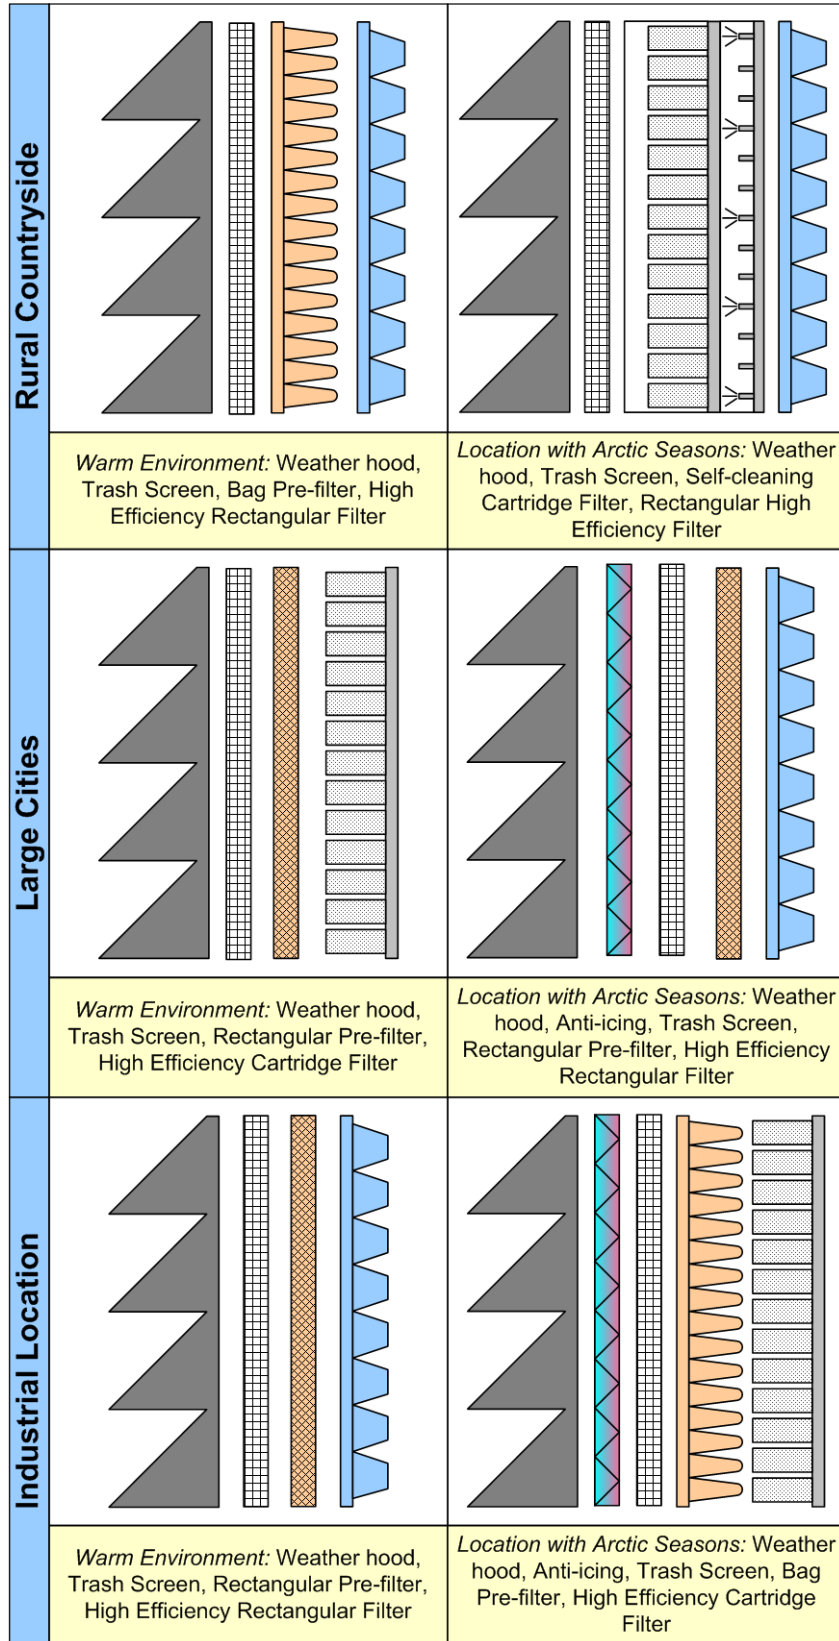 Rural Countryside
Warm Environment: Weather hood,
Trash Screen, Bag Pre-filter, High
Efficiency Rectangular Filter
Location with Arctic Seasons: Weather
hood, Trash Screen, Self-cleaning
Cartridge Filter, Rectangular High
Efficiency Filter
Large Cities
Warm Environment: Weather hood,
Trash Screen, Rectangular Pre-filter,
High Efficiency Cartridge Filter
Location with Arctic Seasons: Weather
hood, Anti-icing, Trash Screen,
Rectangular Pre-filter, High Efficiency
Rectangular Filter
Industrial Location
Warm Environment: Weather hood,
Trash Screen, Rectangular Pre-filter,
High Efficiency Rectangular Filter
Location with Arctic Seasons: Weather
hood, Anti-icing, Trash Screen, Bag
Pre-filter, High Efficiency Cartridge
Filter